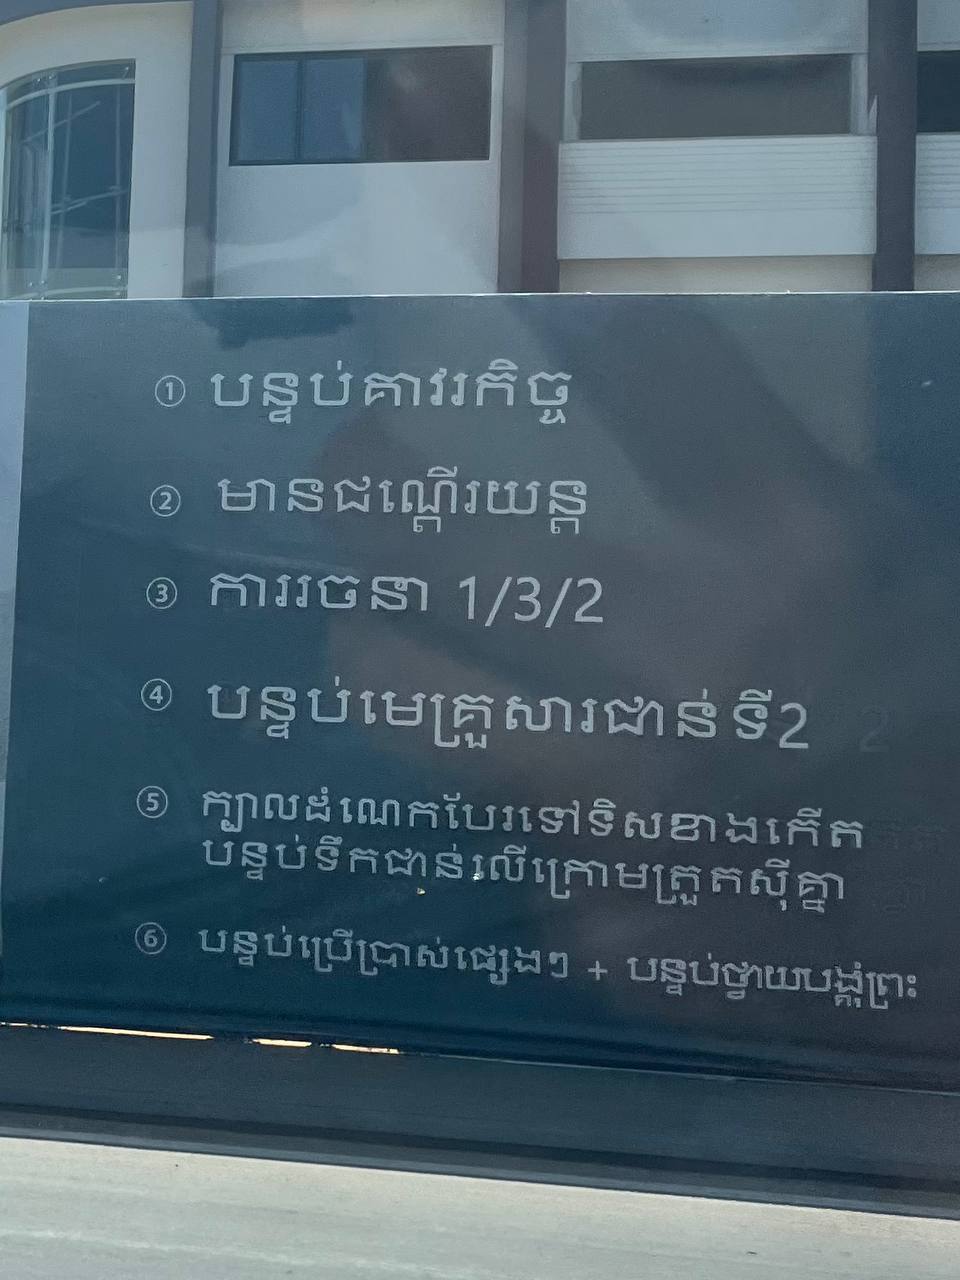 ① បន្ទប់គារវកិច្ច
② មានជណ្តើរយន្ត
③ ការរចនា 1/3/2
④ បន្ទប់មេគ្រួសារជាន់ទី2
⑤ ក្បាលដំណេកបែរទៅទិសខាងកើត
បន្ទប់ទឹកជាន់លើក្រោមត្រួតស៊ីគ្នា
⑥ បន្ទប់ប្រើប្រាស់ផ្សេងៗ + បន្ទប់ថ្វាយបង្គុំព្រះ